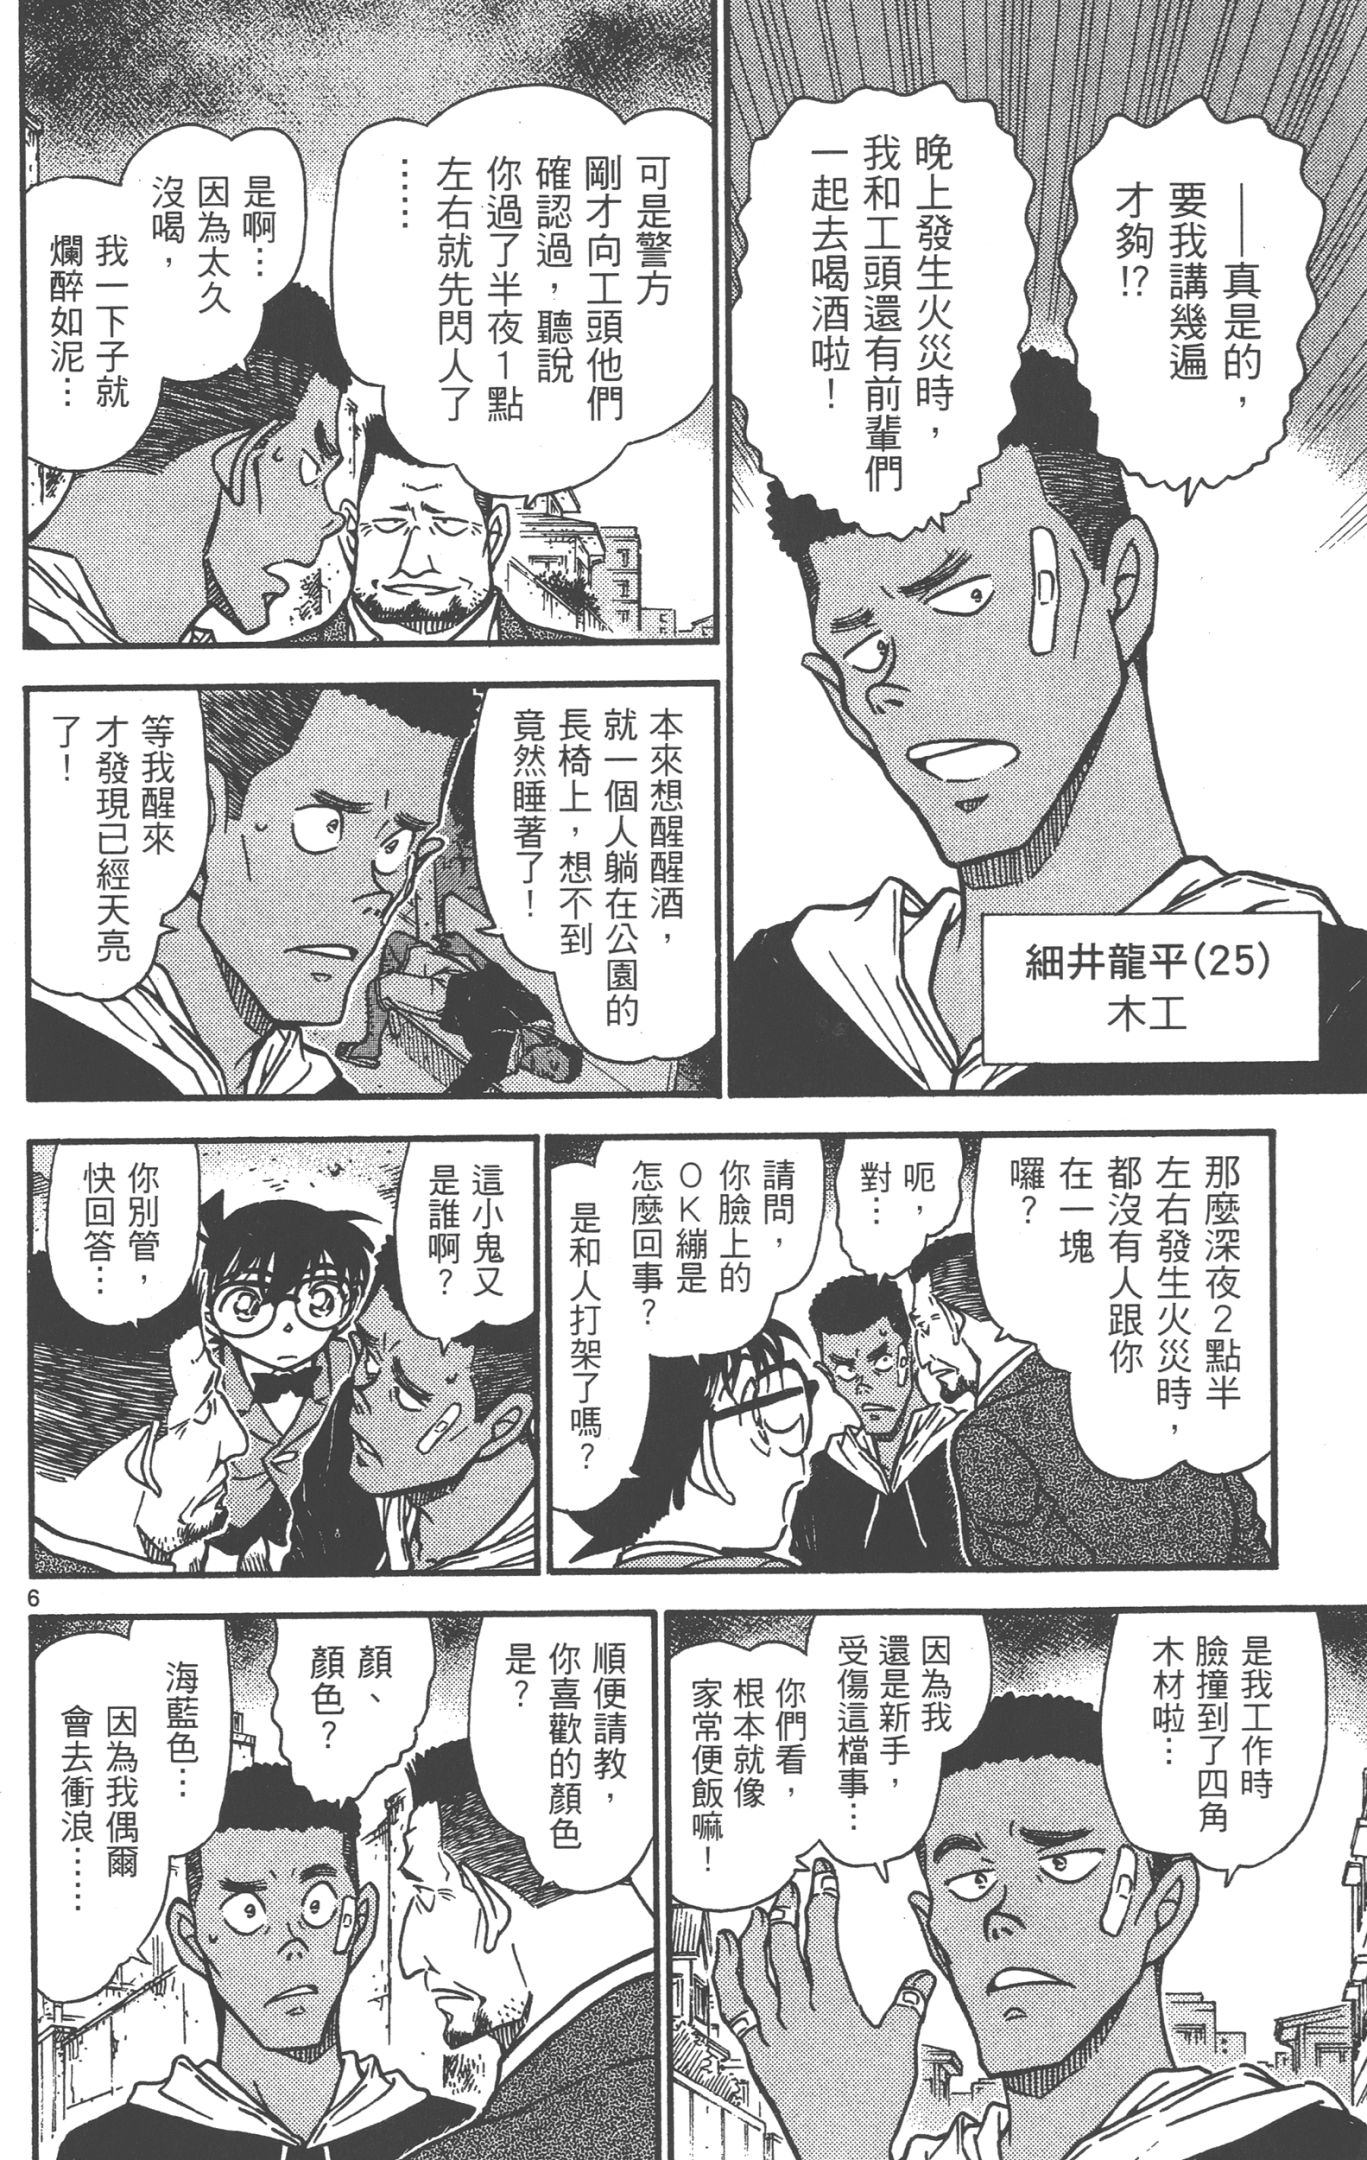 ——真是的，
要我講幾遍
才夠!?
晚上發生火災時，
我和工頭還有前輩們
一起去喝酒啦！
細井龍平(25)
木工
可是警方
剛才向工頭他們
確認過，聽說
你過了半夜1點
左右就先閃人了
……
是啊…
因為太久
沒喝，
我一下子就
爛醉如泥…
本來想醒醒酒，
就一個人躺在公園的
長椅上，想不到
竟然睡著了！
等我醒來
才發現已經天亮
了！
那麼深夜2點半
左右發生火災時，
都沒有人跟你
在一塊
囉？
呃，
對…
請問，
你臉上的
OK繃是
怎麼回事？
是和人打架了嗎？
這小鬼又
是誰啊？
你別管，
快回答…
6
是我工作時
臉撞到了四角
木材啦…
因為我
還是新手，
受傷這檔事…
你們看，
根本就像
家常便飯嘛！
順便請教，
你喜歡的顏色
是？
顏、
顏色？
海藍色…
因為我偶爾
會去衝浪……